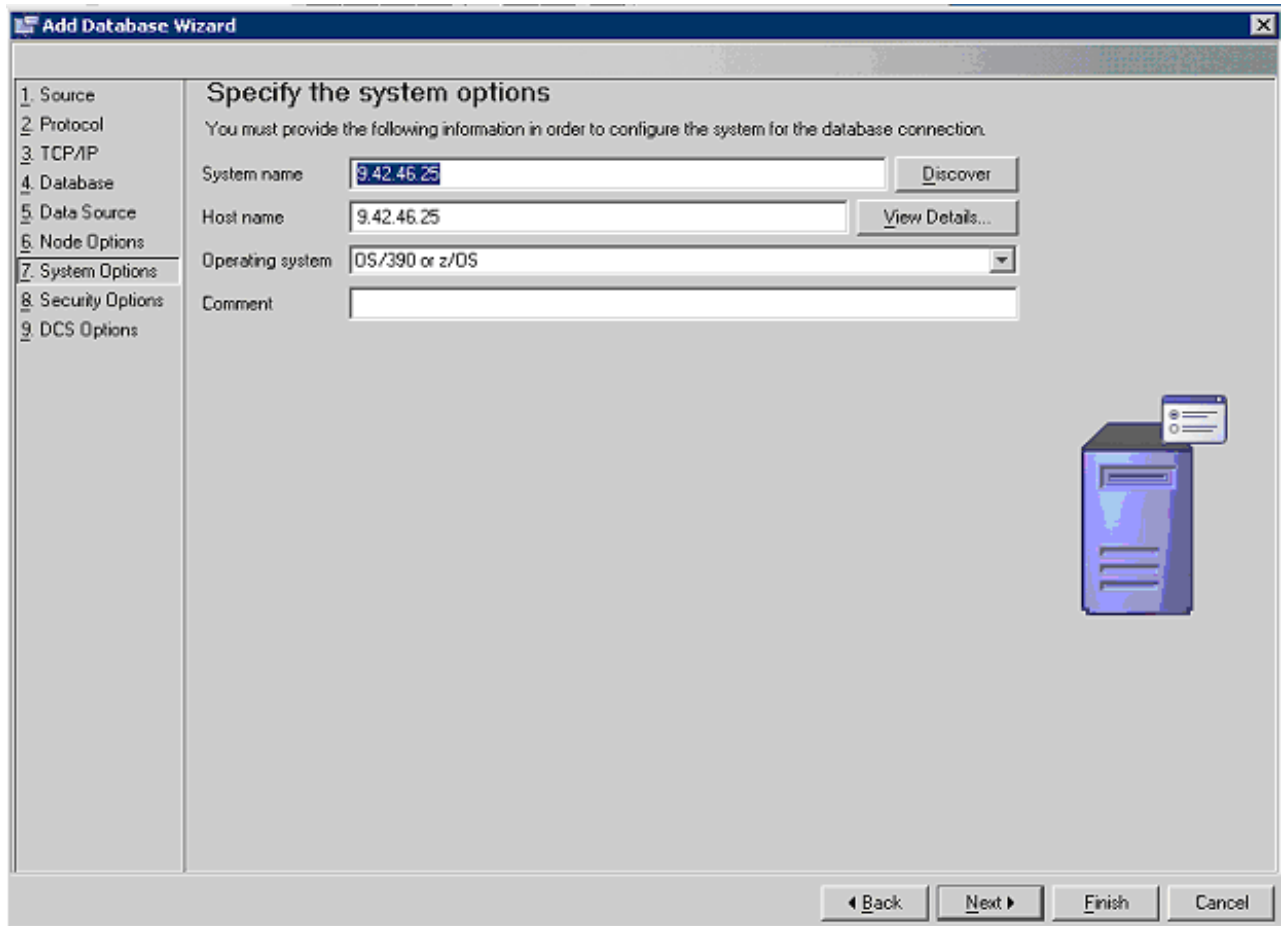 Add Database Wizard
1. Source
2. Protocol
3. TCP/IP
4. Database
5. Data Source
6. Node Options
7. System Options
8. Security Options
9. DCS Options
Specify the system options
You must provide the following information in order to configure the system for the database connection.
System name 9.42.46.25 Discover
Host name 9.42.46.25 View Details...
Operating system OS/390 or z/OS
Comment
Back Next Finish Cancel